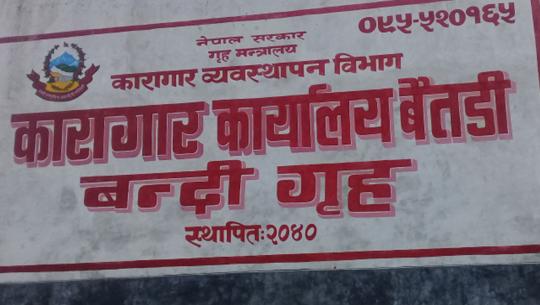 ०९५-५२०१६५
नेपाल सरकार
गृह मन्त्रालय
कारागार व्यवस्थापन विभाग
कारागार कार्यालय बैतडी
बन्दी गृह
स्थापितः२०४०